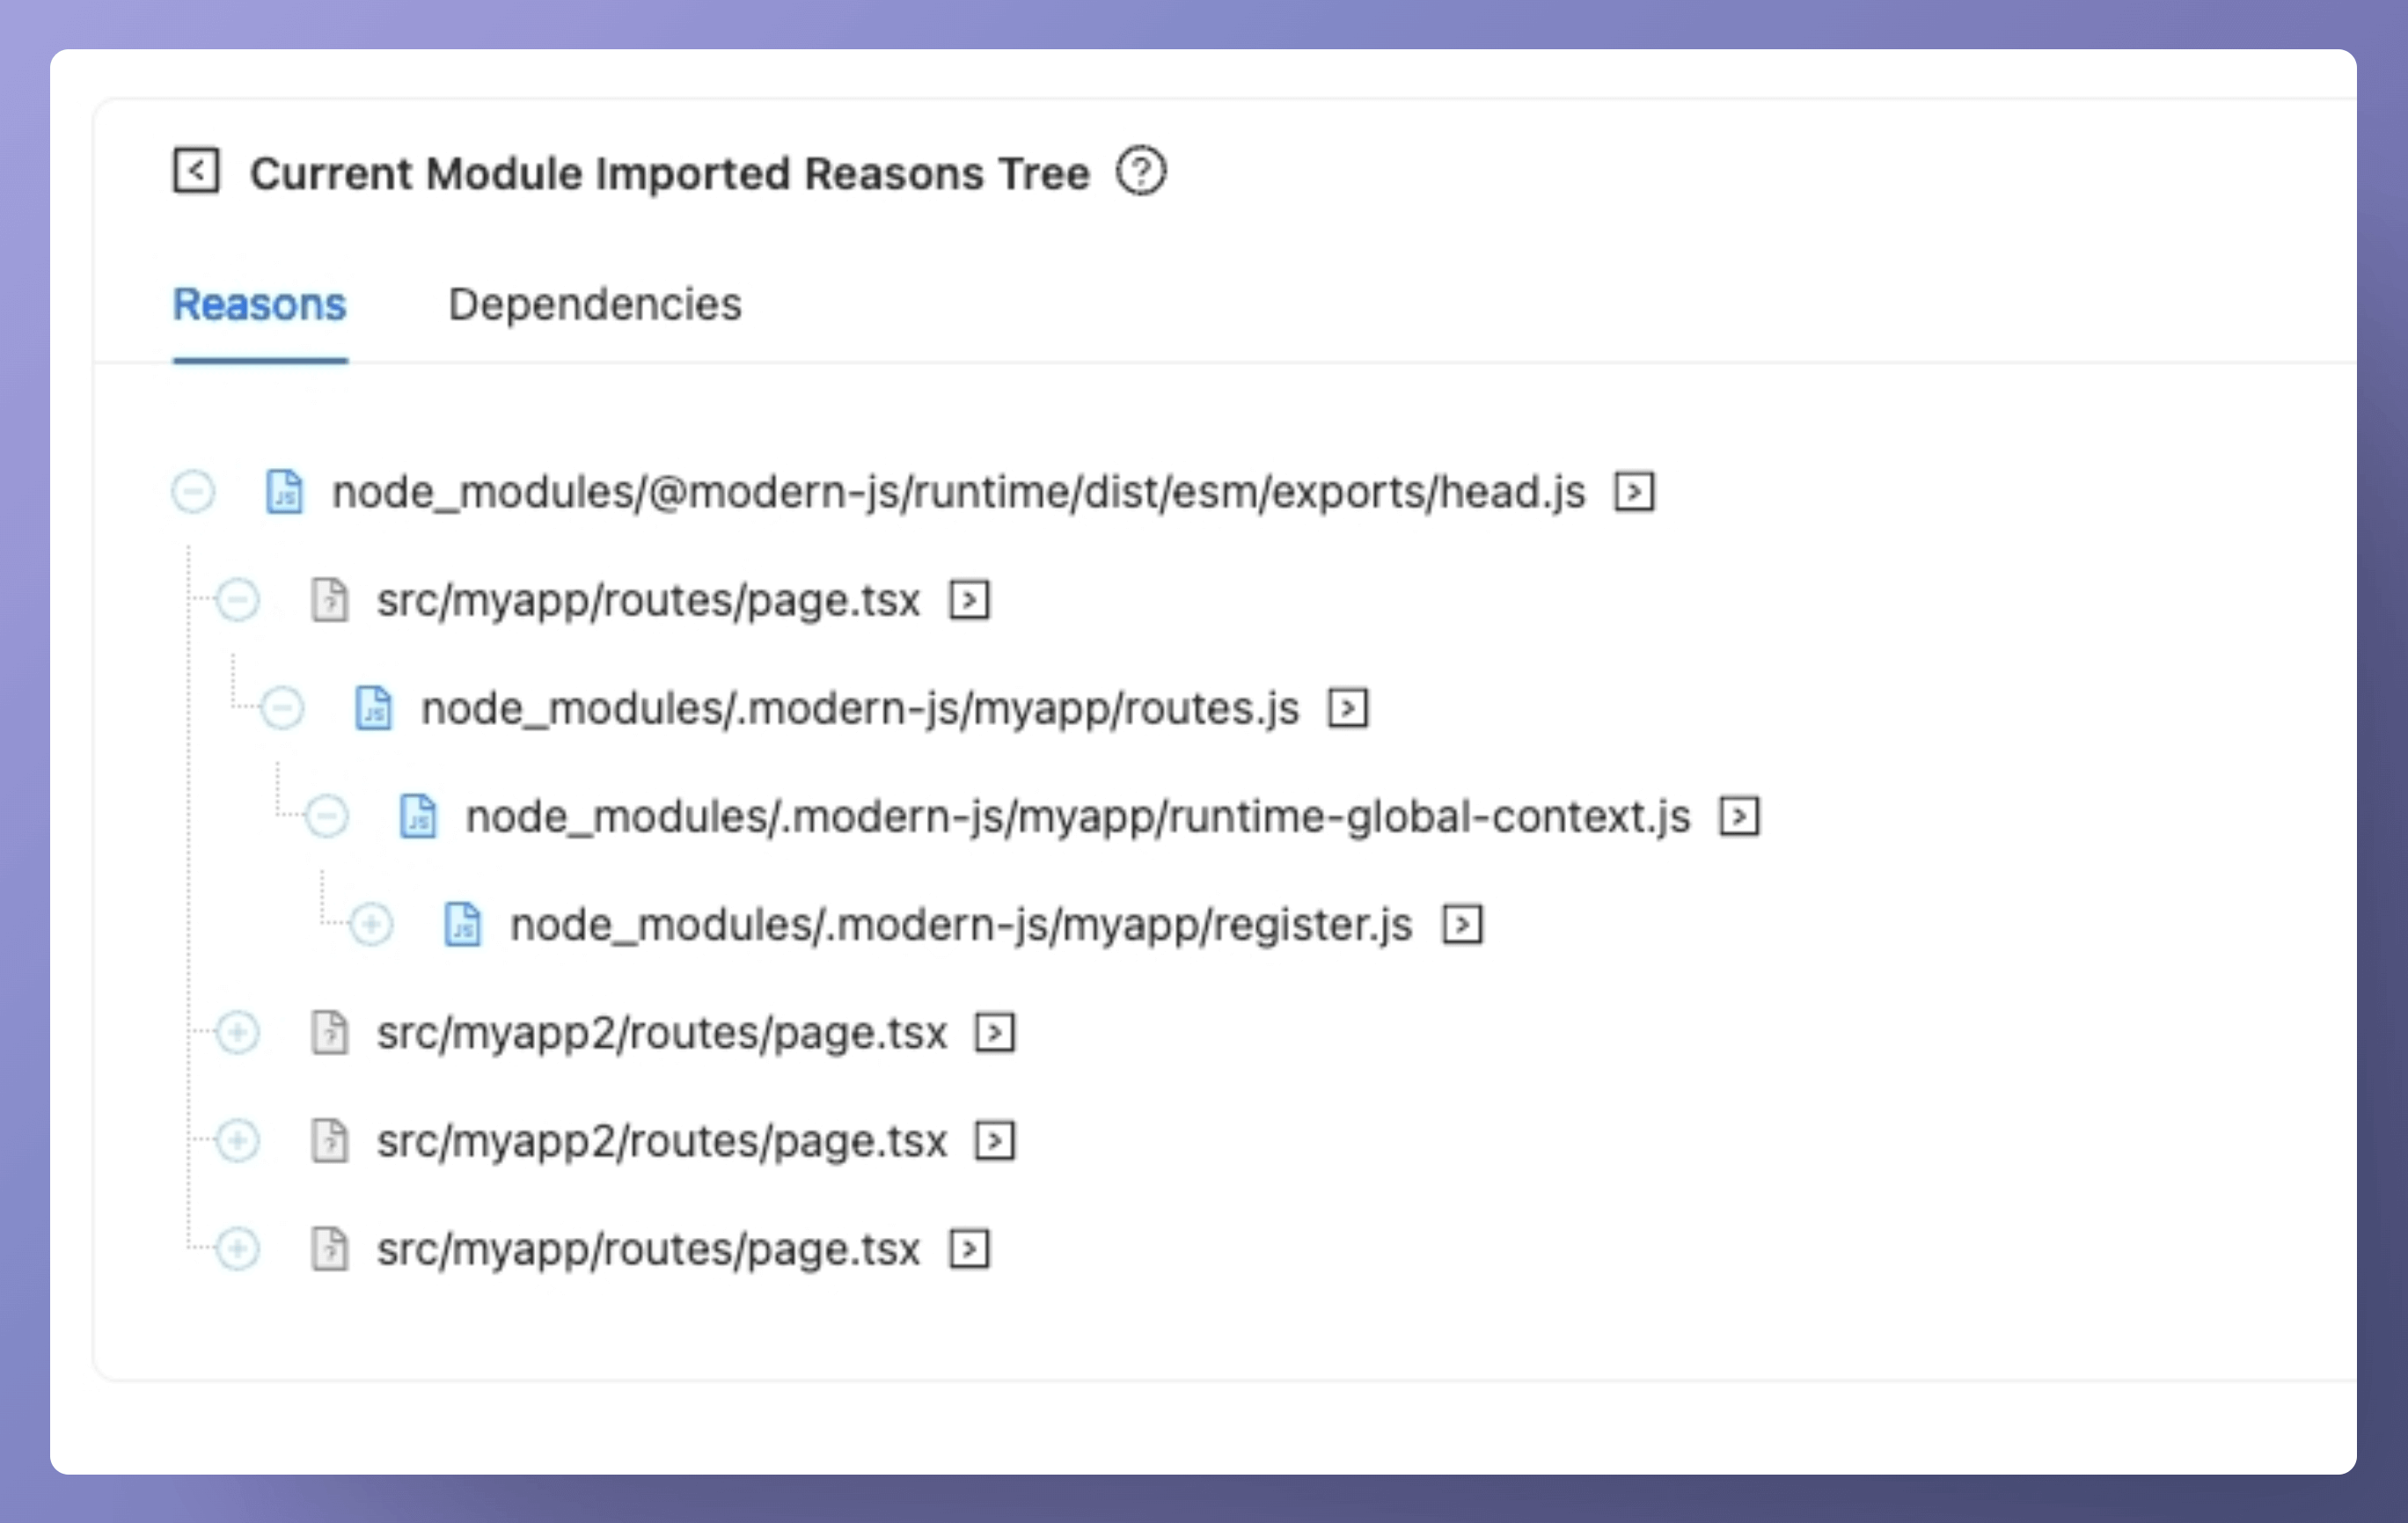 Current Module Imported Reasons Tree
Reasons Dependencies
node_modules/@modern-js/runtime/dist/esm/exports/head.js
src/myapp/routes/page.tsx
node_modules/.modern-js/myapp/routes.js
node_modules/.modern-js/myapp/runtime-global-context.js
node_modules/.modern-js/myapp/register.js
src/myapp2/routes/page.tsx
src/myapp2/routes/page.tsx
src/myapp/routes/page.tsx